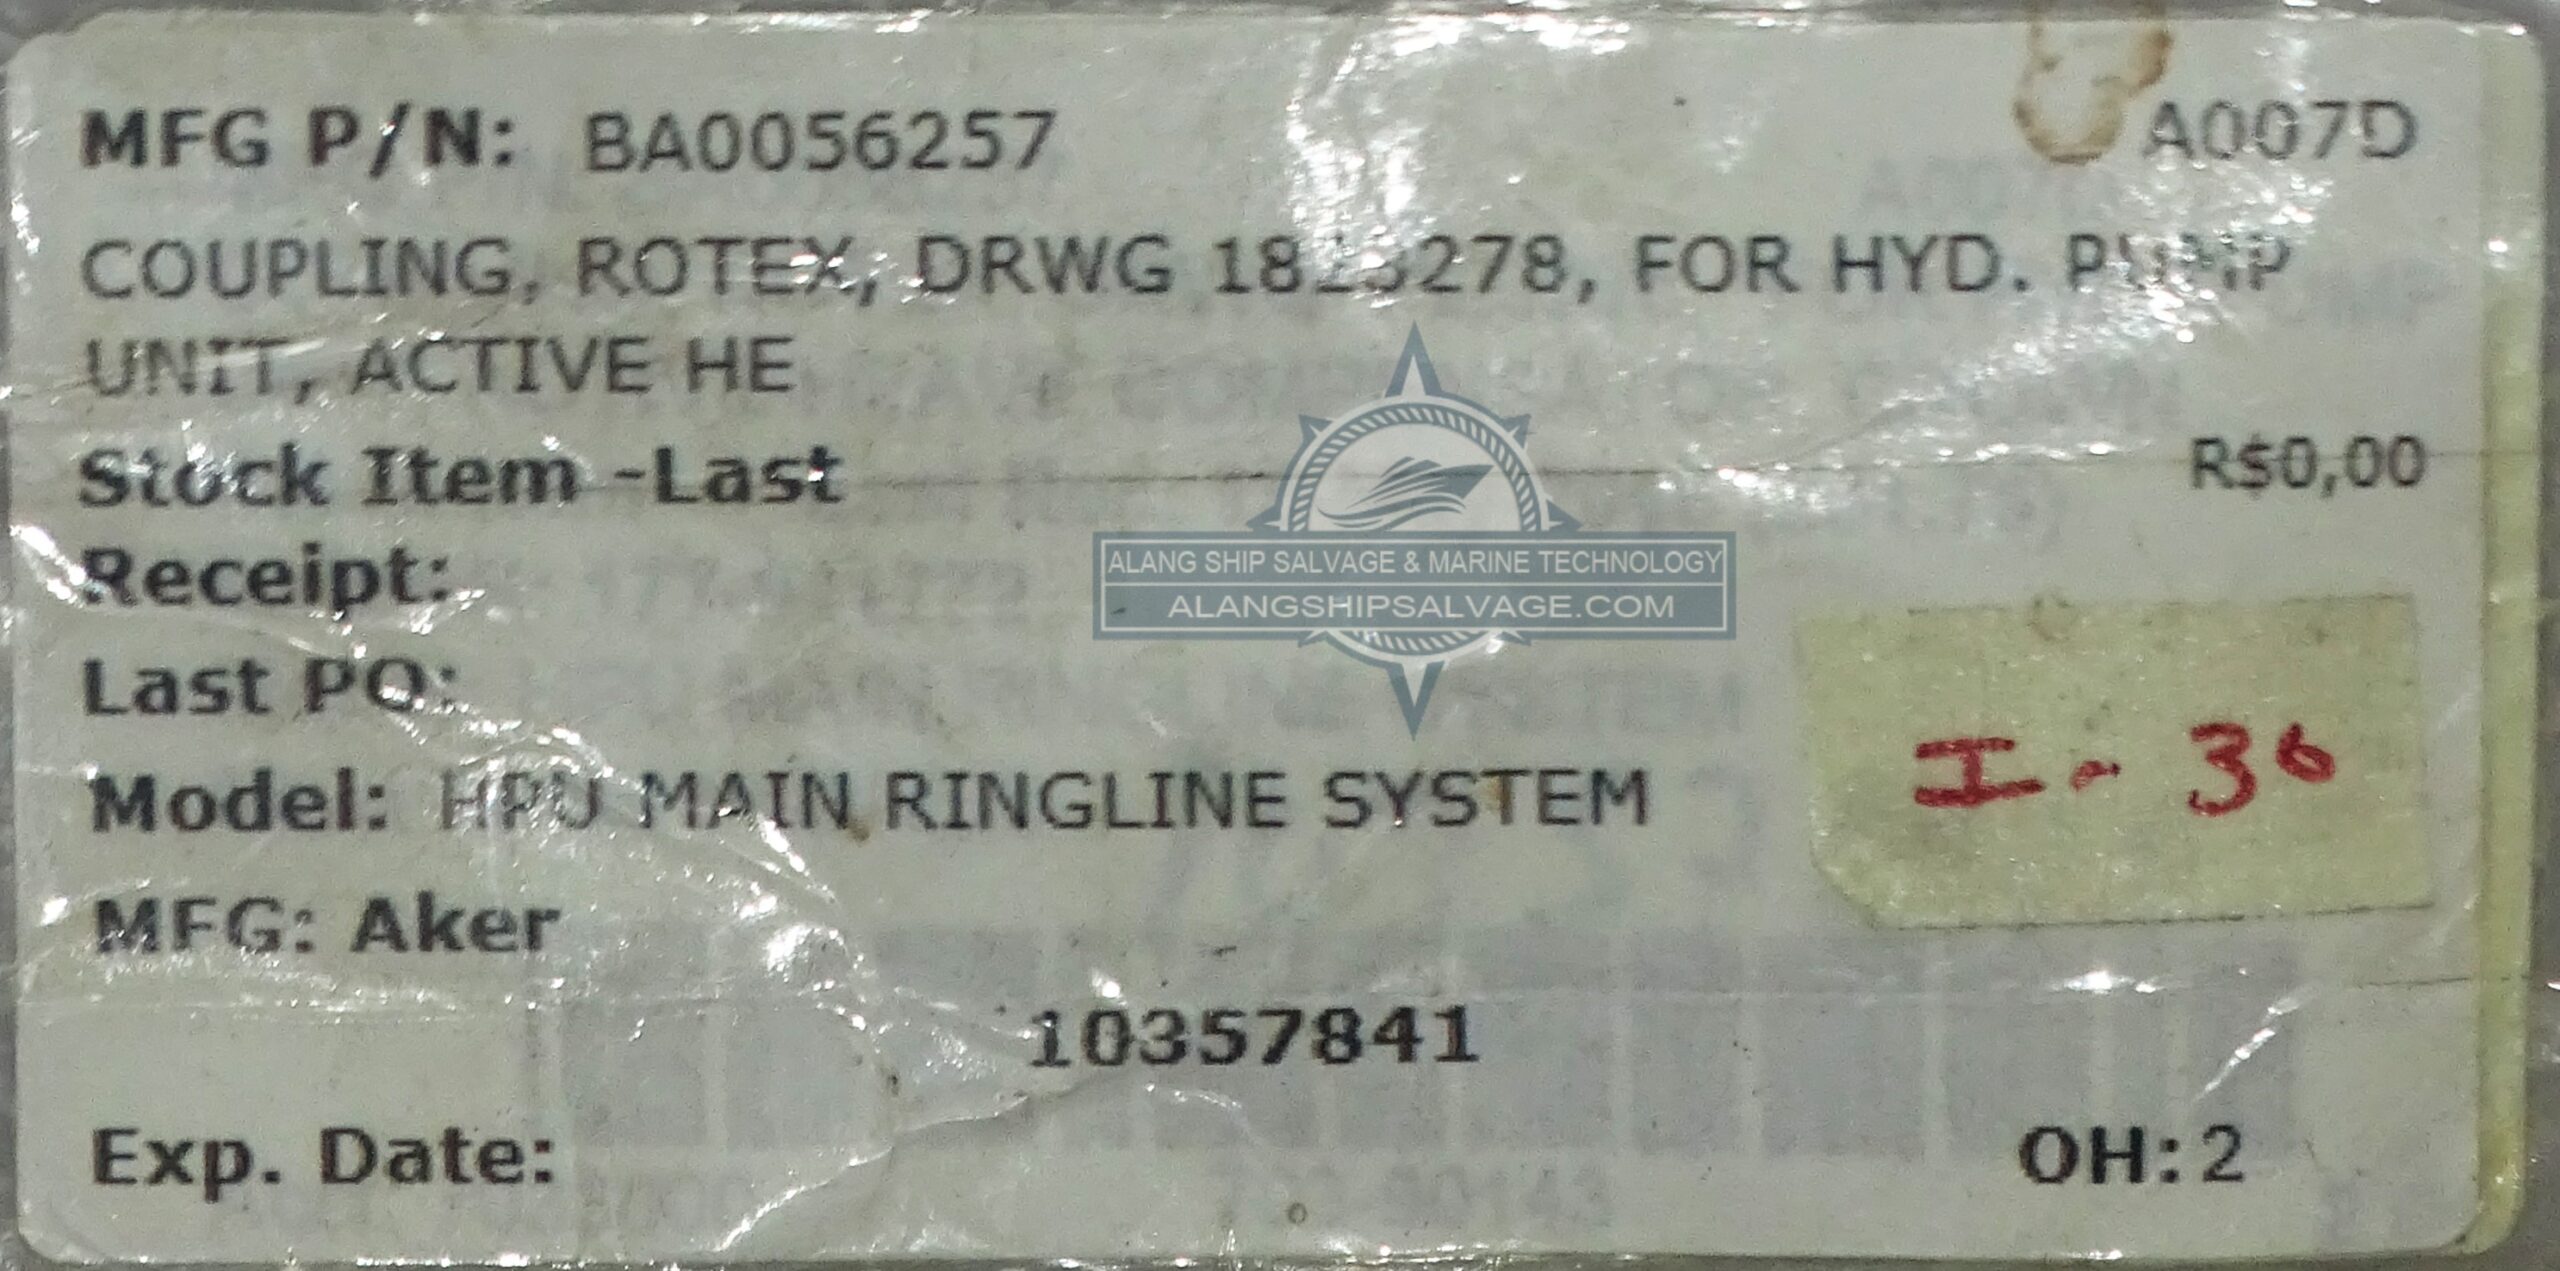 MFG P/N: BA0056257 A007D
COUPLING, ROTEX, DRWG FOR HYD. PUMP
UNIT, ACTIVE HE
Stock Item -Last R$0,00
Receipt:
ALANG SHIP SALVAGE & MARINE TECHNOLOGY
ALANGSHIPSALVAGE.COM
Last PO:
Model: HPU MAIN RINGLINE SYSTEM
I - 36
MFG: Aker
10357841
Exp. Date: OH: 2